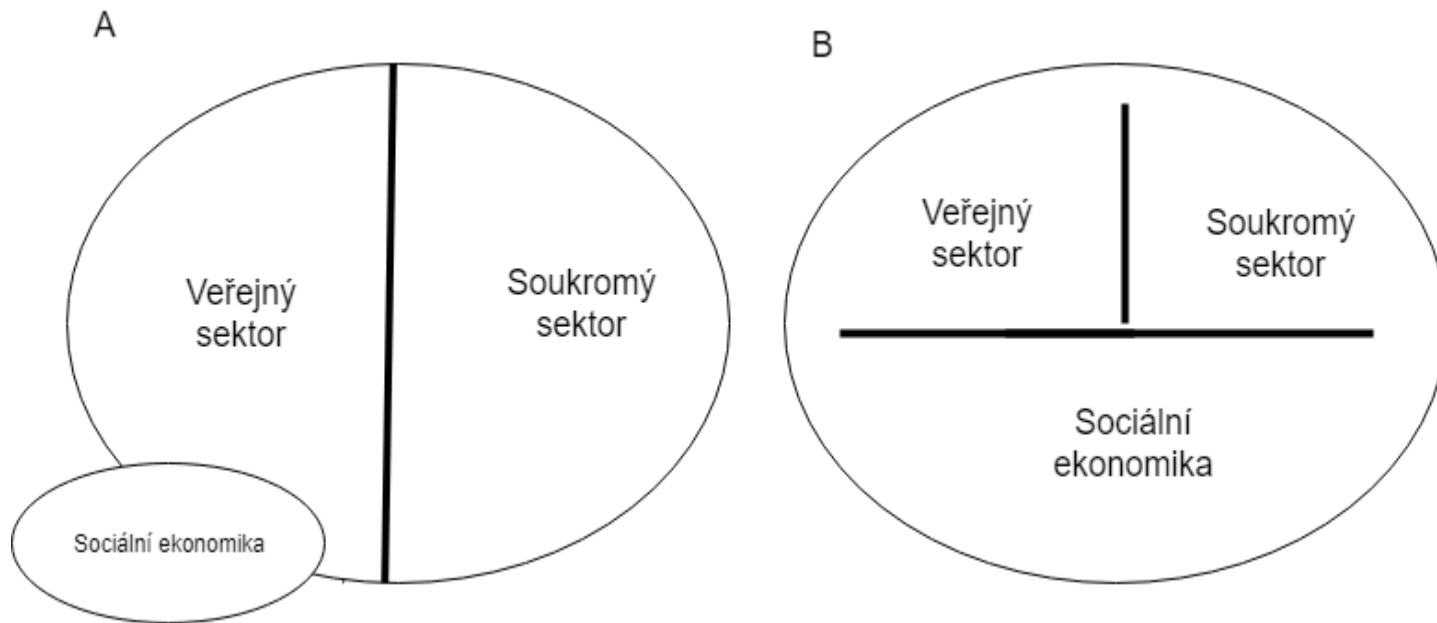 A
Veřejný
sektor
Soukromý
sektor
Sociální ekonomika
B
Veřejný
sektor
Soukromý
sektor
Sociální
ekonomika